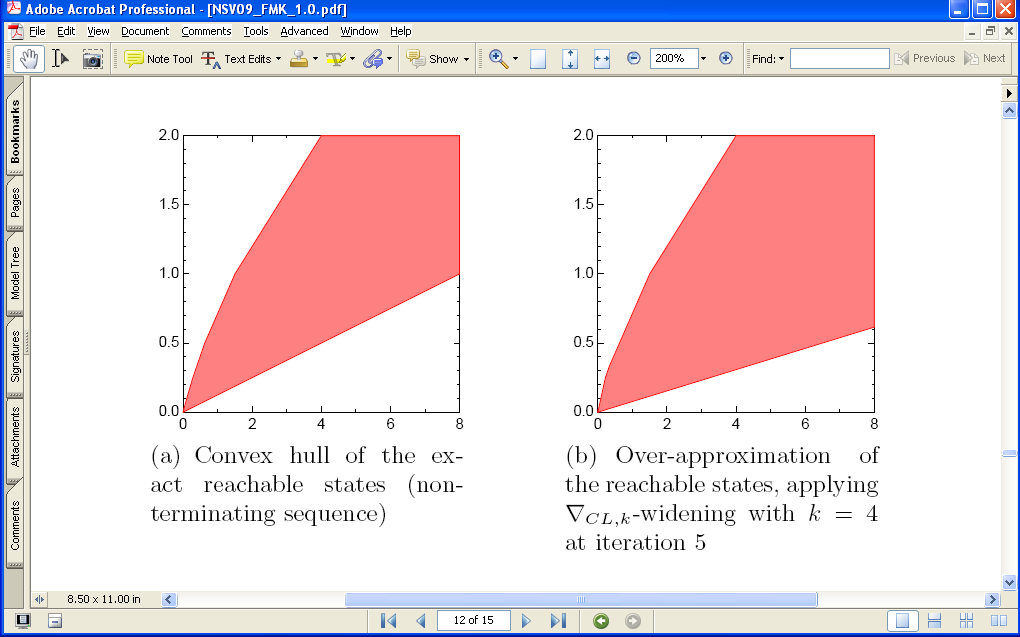 Adobe Acrobat Professional - [NSV09_FMK_1.0.pdf]
File Edit View Document Comments Tools Advanced Window Help
Note Tool Text Edits Show 200% Find: Previous Next
Bookmarks
Pages
Model Tree
Signatures
Attachments
Comments
2.0
1.5
1.0
0.5
0.0
0 2 4 6 8
(a) Convex hull of the ex-
act reachable states (non-
terminating sequence)
2.0
1.5
1.0
0.5
0.0
0 2 4 6 8
(b) Over-approximation of
the reachable states, applying
∇CL,k-widening with k = 4
at iteration 5
8.50 x 11.00 in
12 of 15